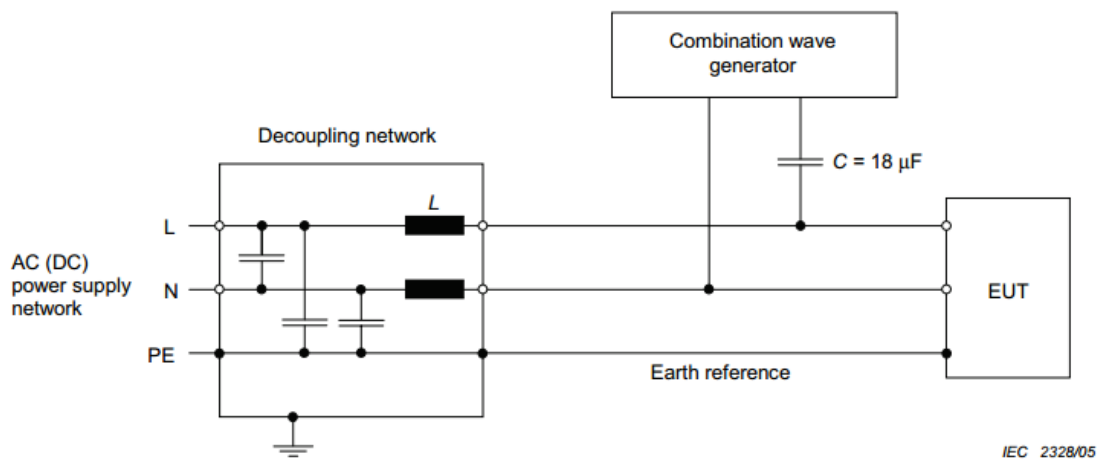 Combination wave
generator
Decoupling network
C = 18 μF
L
L
AC (DC)
power supply
network
N
EUT
PE
Earth reference
IEC 2328/05